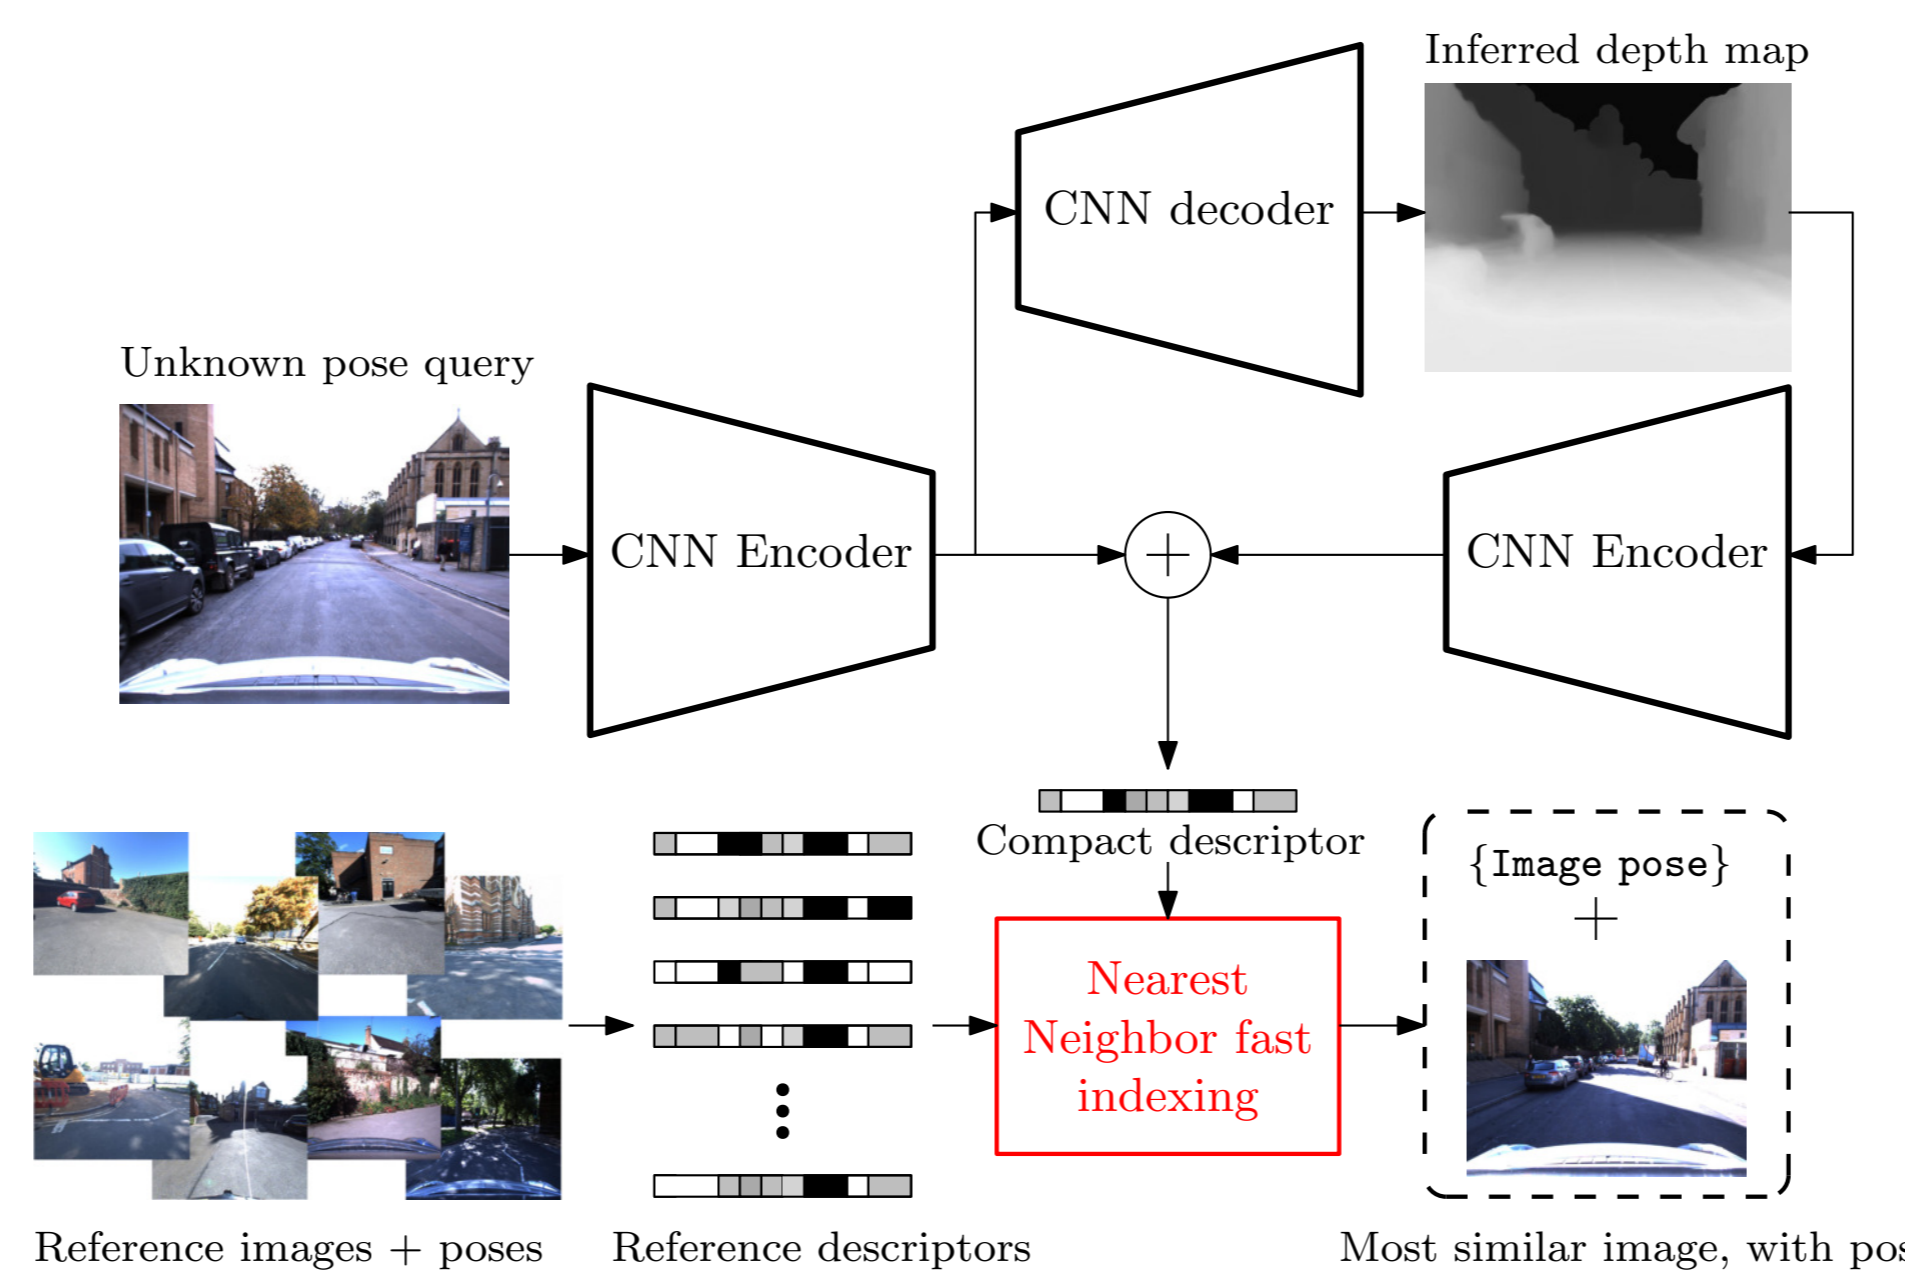 Inferred depth map
CNN decoder
Unknown pose query
CNN Encoder
+
CNN Encoder
Compact descriptor
{Image pose}
+
Nearest
Neighbor fast
indexing
Reference images + poses
Reference descriptors
Most similar image, with pos